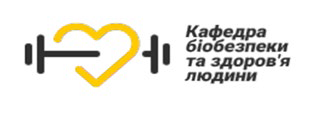 Кафедра
біобезпеки
та здоров'я
людини